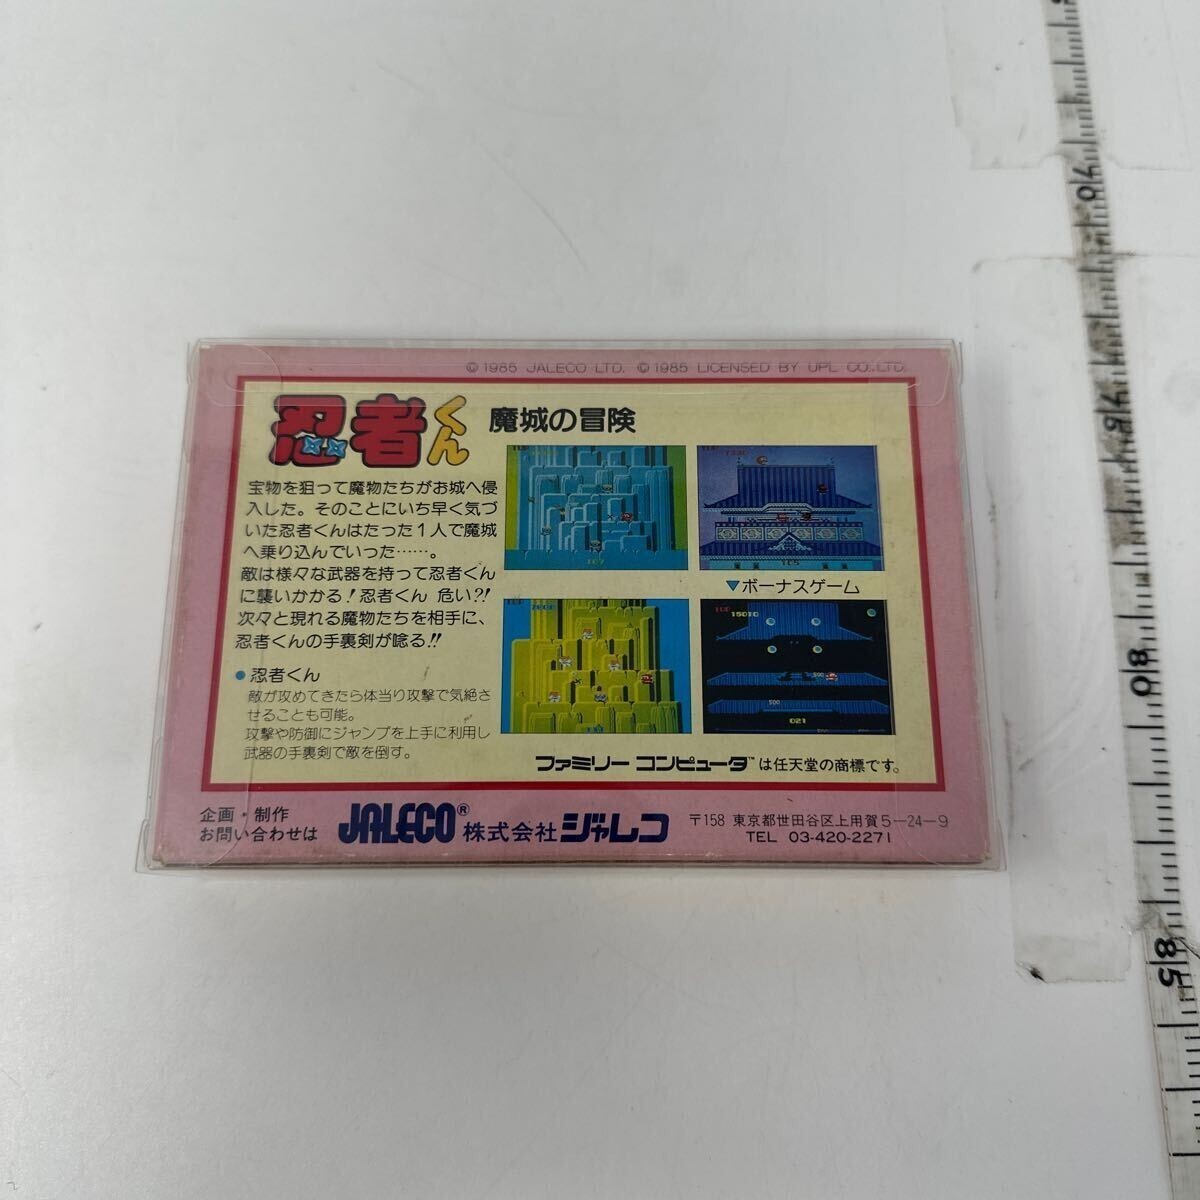 © 1985 JALECO LTD. © 1985 LICENSED BY UPL CO.,LTD.
忍者くん 魔城の冒険
宝物を狙って魔物たちがお城へ侵
入した。そのことにいち早く気づ
いた忍者くんはたった1人で魔城
へ乗り込んでいった……。
敵は様々な武器を持って忍者くん
に襲いかかる!忍者くん 危い?!
次々と現れる魔物たちを相手に、
忍者くんの手裏剣が唸る!!
●忍者くん
敵が攻めてきたら体当り攻撃で気絶さ
せることも可能。
攻撃や防御にジャンプを上手に利用し
武器の手裏剣で敵を倒す。
▼ボーナスゲーム
15010
500
500
021
ファミリー コンピュータ™は任天堂の商標です。
企画・制作
お問い合わせは
JALECO® 株式会社ジャレコ
〒158 東京都世田谷区上用賀5-24-9
TEL 03-420-2271
85